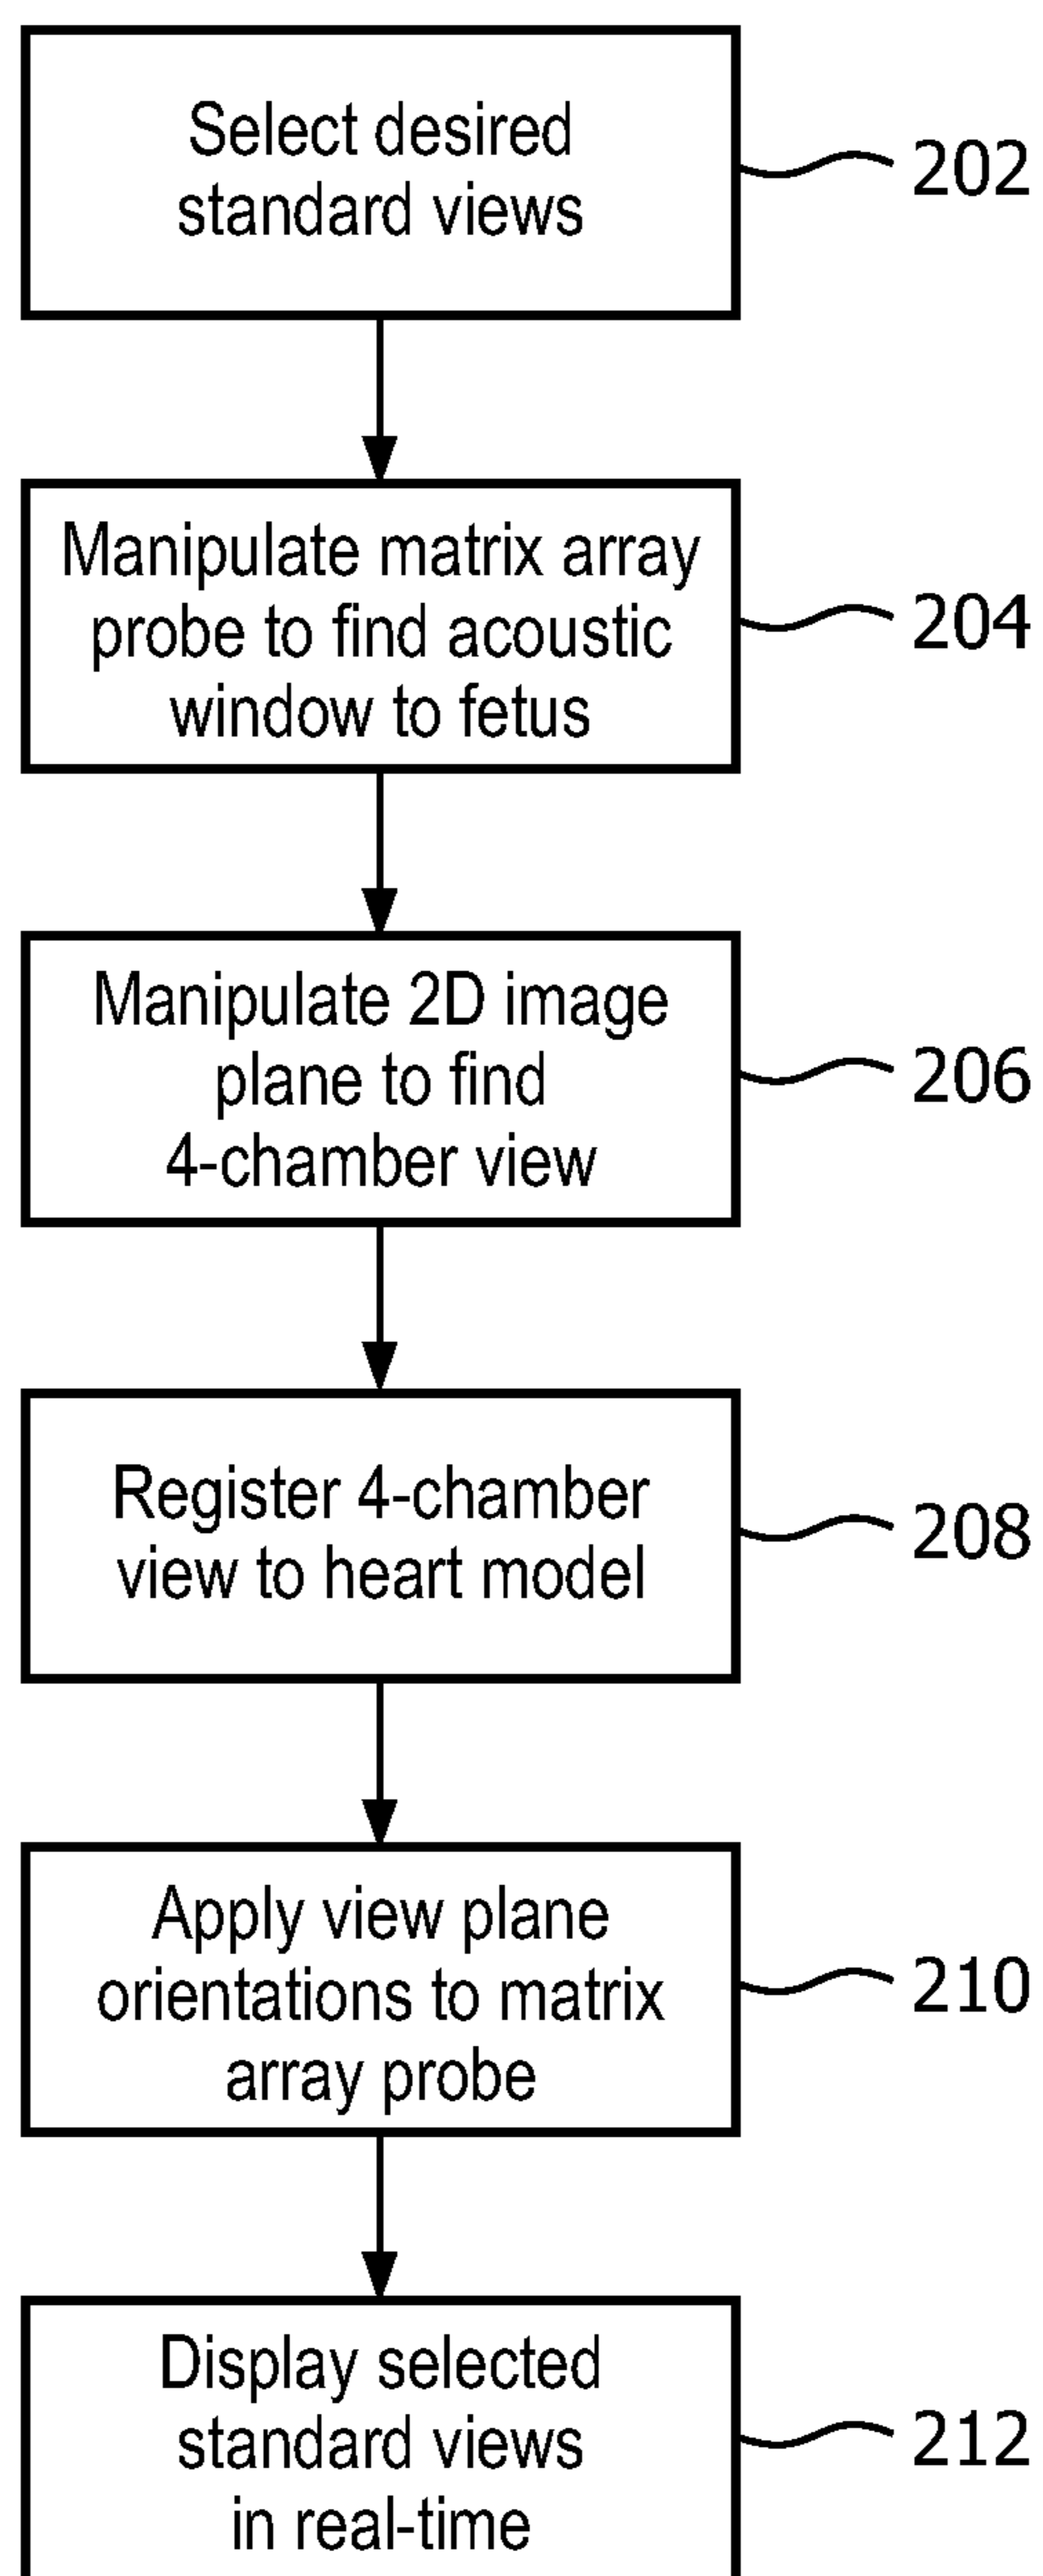 Select desired
standard views
202
Manipulate matrix array
probe to find acoustic
window to fetus
204
Manipulate 2D image
plane to find
4-chamber view
206
Register 4-chamber
view to heart model
208
Apply view plane
orientations to matrix
array probe
210
Display selected
standard views
in real-time
212